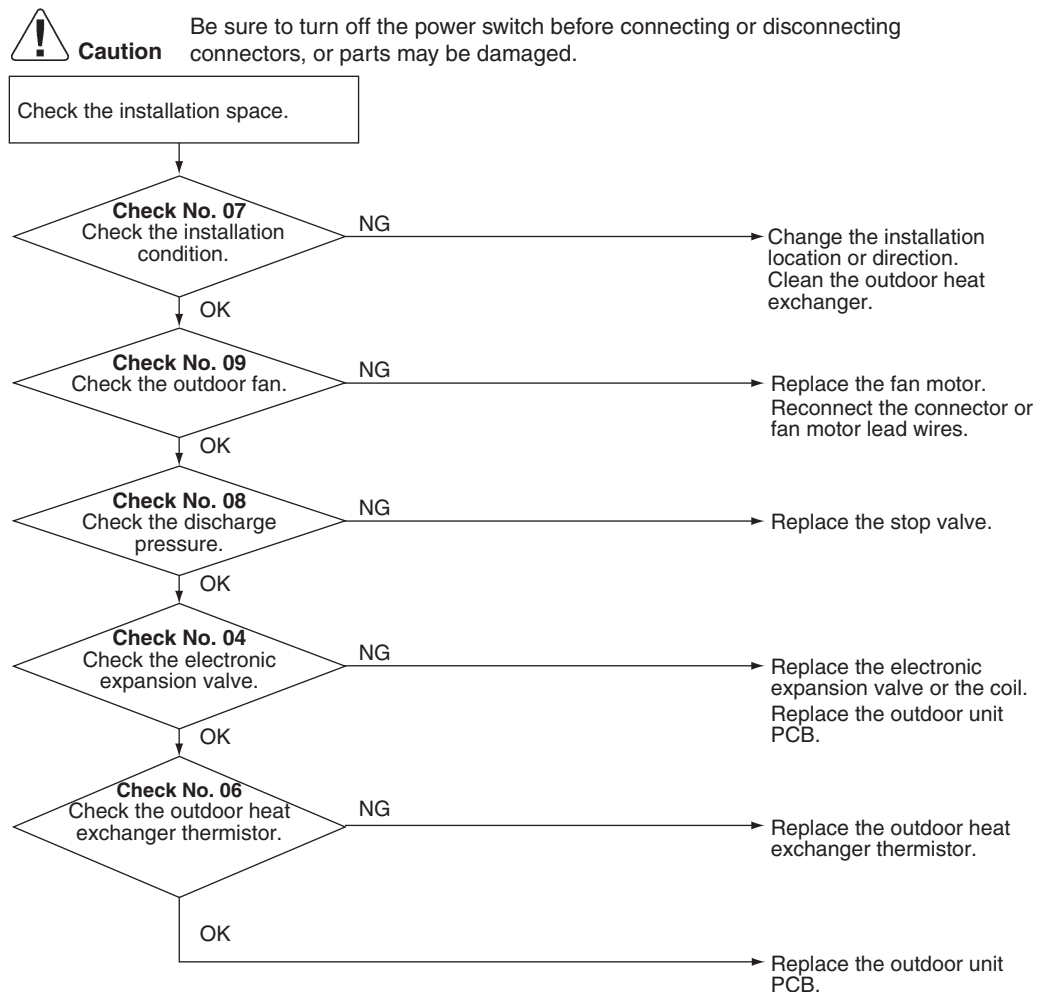 Be sure to turn off the power switch before connecting or disconnecting
Caution connectors, or parts may be damaged.
Check the installation space.
Check No. 07
Check the installation
condition.
NG
Change the installation
location or direction.
Clean the outdoor heat
exchanger.
OK
Check No. 09
Check the outdoor fan.
NG
Replace the fan motor.
Reconnect the connector or
fan motor lead wires.
OK
Check No. 08
Check the discharge
pressure.
NG
Replace the stop valve.
OK
Check No. 04
Check the electronic
expansion valve.
NG
Replace the electronic
expansion valve or the coil.
Replace the outdoor unit
PCB.
OK
Check No. 06
Check the outdoor heat
exchanger thermistor.
NG
Replace the outdoor heat
exchanger thermistor.
OK
Replace the outdoor unit
PCB.